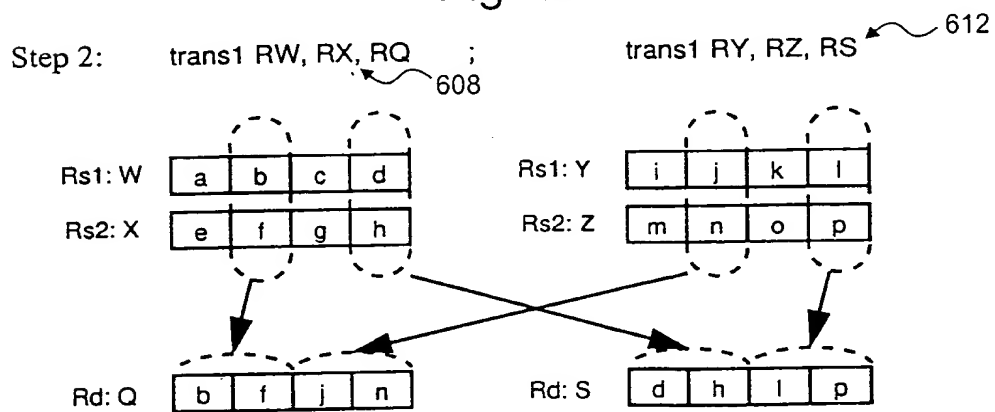 Step 2: trans1 RW, RX, RQ ; trans1 RY, RZ, RS 612
608
Rs1: W a b c d Rs1: Y i j k l
Rs2: X e f g h Rs2: Z m n o p
Rd: Q b f j n Rd: S d h l p